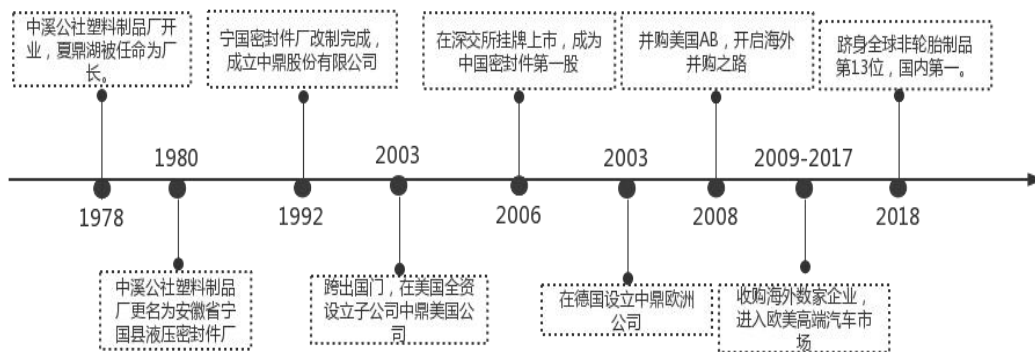 中溪公社塑料制品厂开
业，夏鼎湖被任命为厂
长。
宁国密封件厂改制完成，
成立中鼎股份有限公司
在深交所挂牌上市，成为
中国密封件第一股
并购美国AB，开启海外
并购之路
跻身全球非轮胎制品
第13位，国内第一。
1980
2003
2003
2009-2017
1978
1992
2006
2008
2018
中溪公社塑料制品
厂更名为安徽省宁
国县液压密封件厂
跨出国门，在美国全资
设立子公司中鼎美国公
司
在德国设立中鼎欧洲
公司
收购海外数家企业，
进入欧美高端汽车市
场